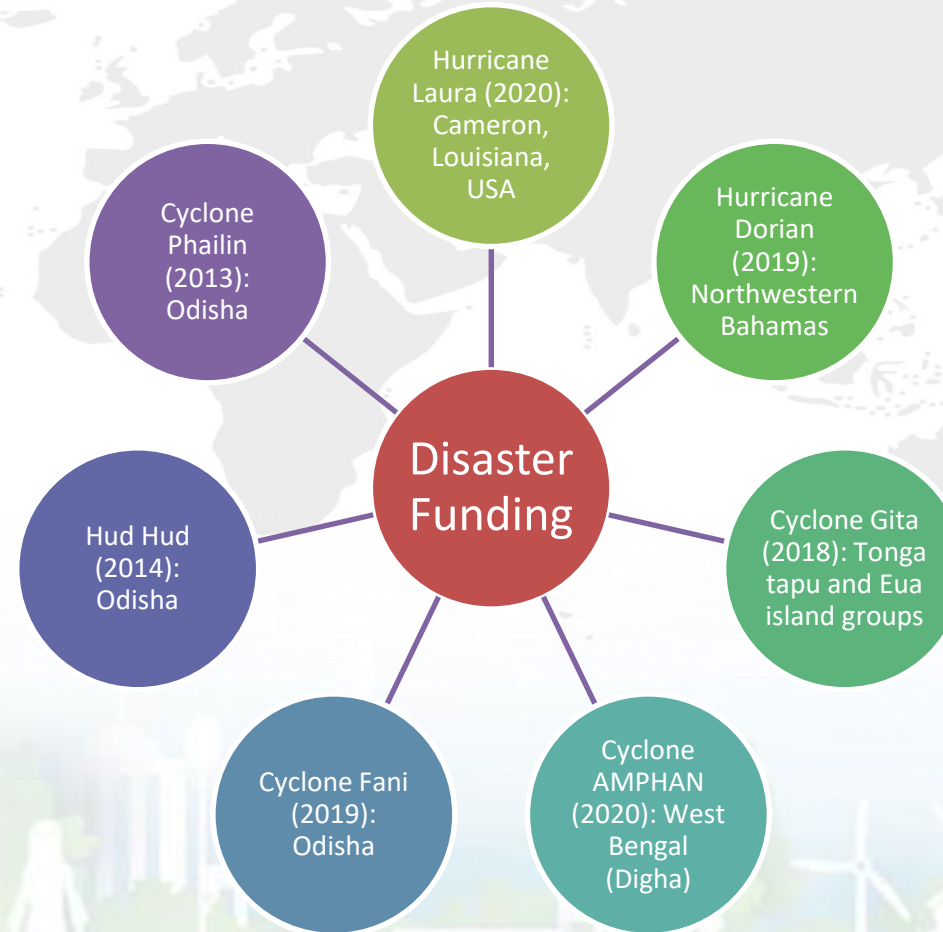 Hurricane
Laura (2020):
Cameron,
Louisiana,
USA
Hurricane
Dorian
(2019):
Northwestern
Bahamas
Cyclone Gita
(2018): Tonga
tapu and Eua
island groups
Cyclone
AMPHAN
(2020): West
Bengal
(Digha)
Cyclone Fani
(2019):
Odisha
Hud Hud
(2014):
Odisha
Cyclone
Phailin
(2013):
Odisha
Disaster
Funding